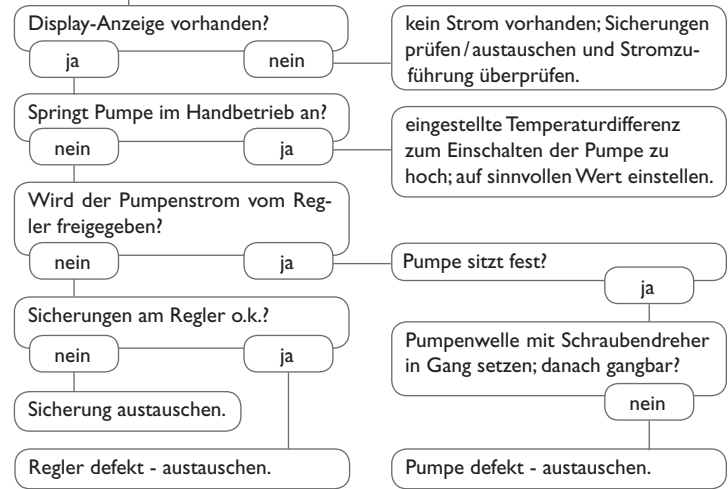 Display-Anzeige vorhanden?
ja
nein
kein Strom vorhanden; Sicherungen
prüfen/austauschen und Stromzu-
führung überprüfen.
Springt Pumpe im Handbetrieb an?
nein
ja
eingestellte Temperaturdifferenz
zum Einschalten der Pumpe zu
hoch; auf sinnvollen Wert einstellen.
Wird der Pumpenstrom vom Reg-
ler freigegeben?
nein
ja
Pumpe sitzt fest?
ja
Sicherungen am Regler o.k.?
nein
ja
Pumpenwelle mit Schraubendreher
in Gang setzen; danach gangbar?
nein
Sicherung austauschen.
Regler defekt - austauschen.
Pumpe defekt - austauschen.